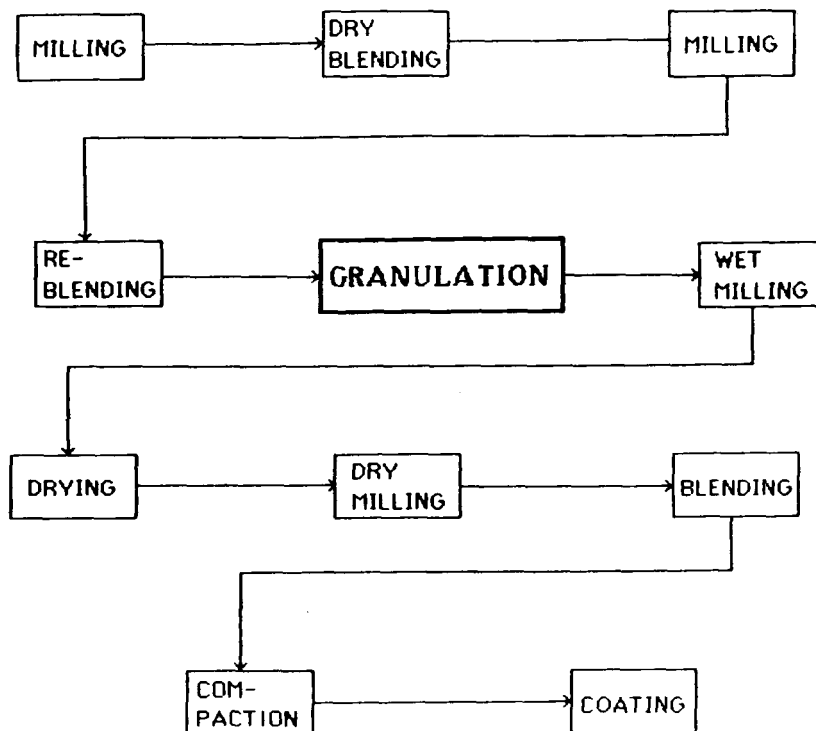 MILLING
DRY
BLENDING
MILLING
RE-
BLENDING
GRANULATION
WET
MILLING
DRYING
DRY
MILLING
BLENDING
COM-
PACTION
COATING